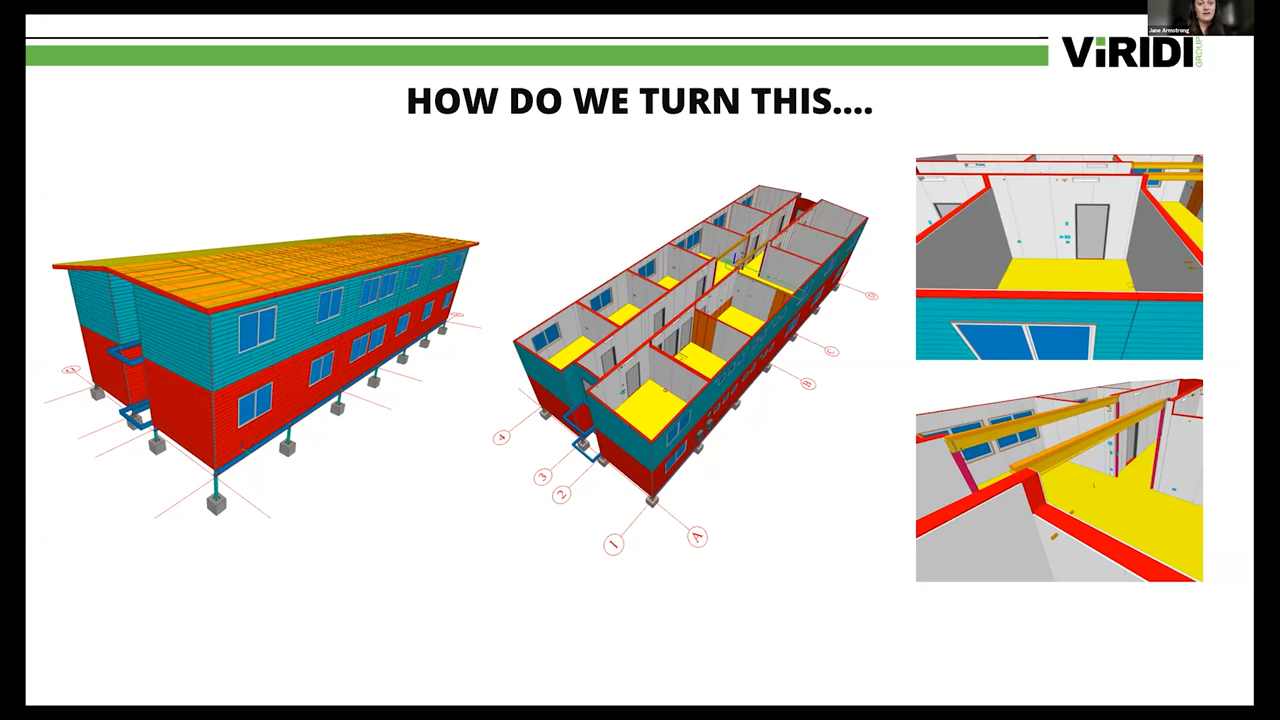 Jane Armstrong
ViRIDI
GROUP
HOW DO WE TURN THIS....
4
3
2
1
A
B
C
D